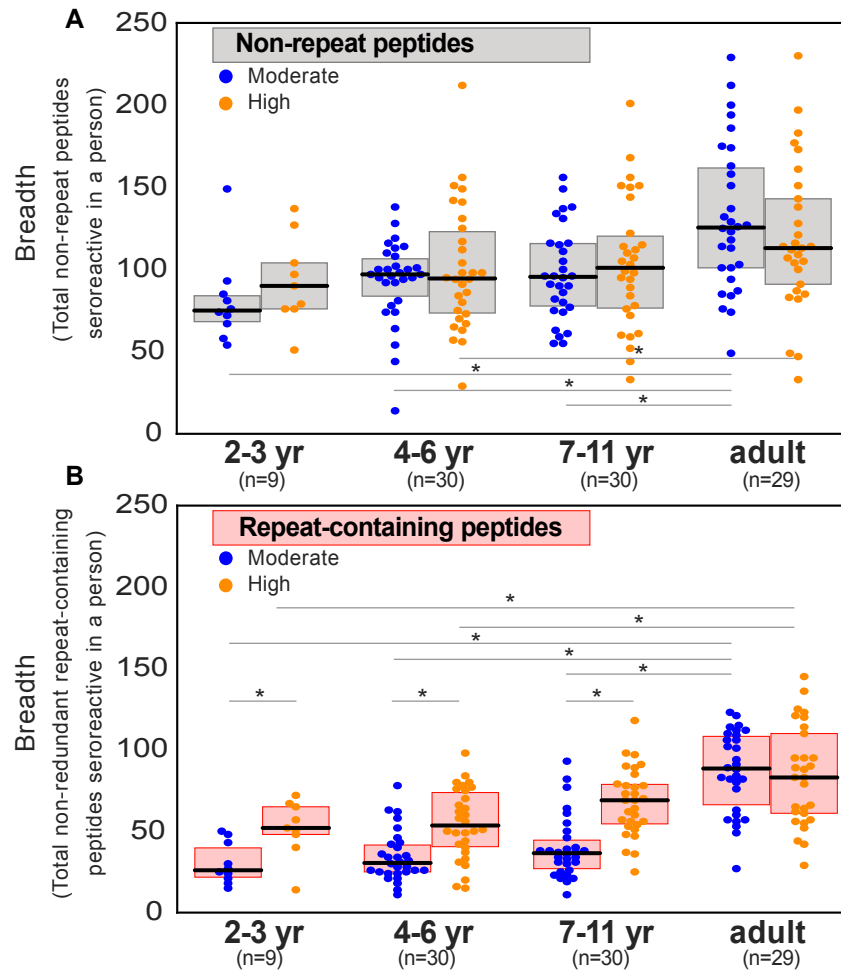 A
250
200
150
100
50
0
Breadth
(Total non-repeat peptides
seroreactive in a person)
Non-repeat peptides
Moderate
High
*
*
*
*
2-3 yr 4-6 yr 7-11 yr adult
(n=9) (n=30) (n=30) (n=29)
B
250
200
150
100
50
0
Breadth
(Total non-redundant repeat-containing
peptides seroreactive in a person)
Repeat-containing peptides
Moderate
High
*
*
*
*
*
* * *
2-3 yr 4-6 yr 7-11 yr adult
(n=9) (n=30) (n=30) (n=29)